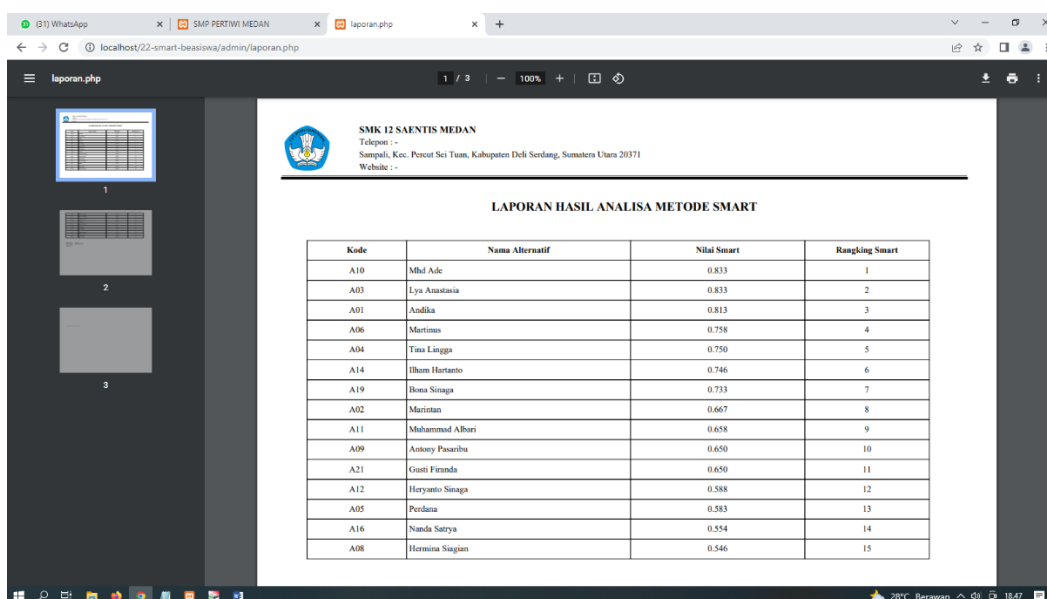 (31) WhatsApp SMP PERTIWI MEDAN laporan.php
localhost/22-smart-beasiswa/admin/laporan.php
laporan.php 1 / 3 100%
1
2
3
SMK 12 SAENTIS MEDAN
Telepon : -
Sampali, Kec. Percut Sei Tuan, Kabupaten Deli Serdang, Sumatera Utara 20371
Website : -
LAPORAN HASIL ANALISA METODE SMART
Kode Nama Alternatif Nilai Smart Rangking Smart
A10 Mhd Ade 0.833 1
A03 Lya Anastasia 0.833 2
A01 Andika 0.813 3
A06 Martinus 0.758 4
A04 Tina Lingga 0.750 5
A14 Ilham Hartanto 0.746 6
A19 Bona Sinaga 0.733 7
A02 Marintan 0.667 8
A11 Muhammad Albari 0.658 9
A09 Antony Pasaribu 0.650 10
A21 Gusti Firanda 0.650 11
A12 Heryanto Sinaga 0.588 12
A05 Perdana 0.583 13
A16 Nanda Satrya 0.554 14
A08 Hermina Siagian 0.546 15
28°C Berawan 18.47